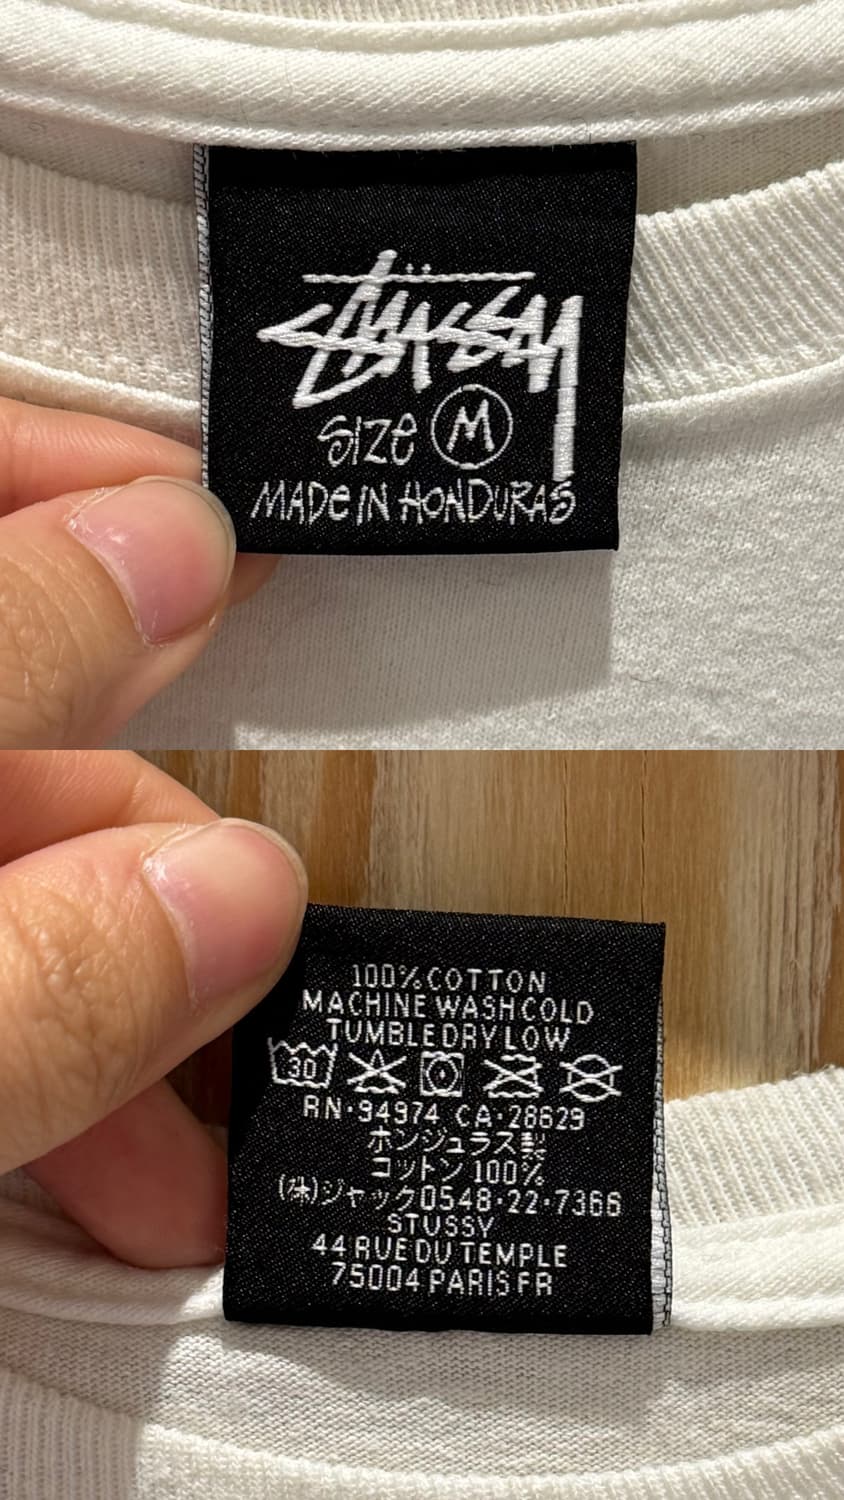 STÜSSY
SIZE M
MADE IN HONDURAS
100% COTTON
MACHINE WASH COLD
TUMBLE DRY LOW
30
RN·94974 CA·28629
ホンジュラス製
コットン 100%
(株)ジャック0548·22·7366
STUSSY
44 RUE DU TEMPLE
75004 PARIS FR